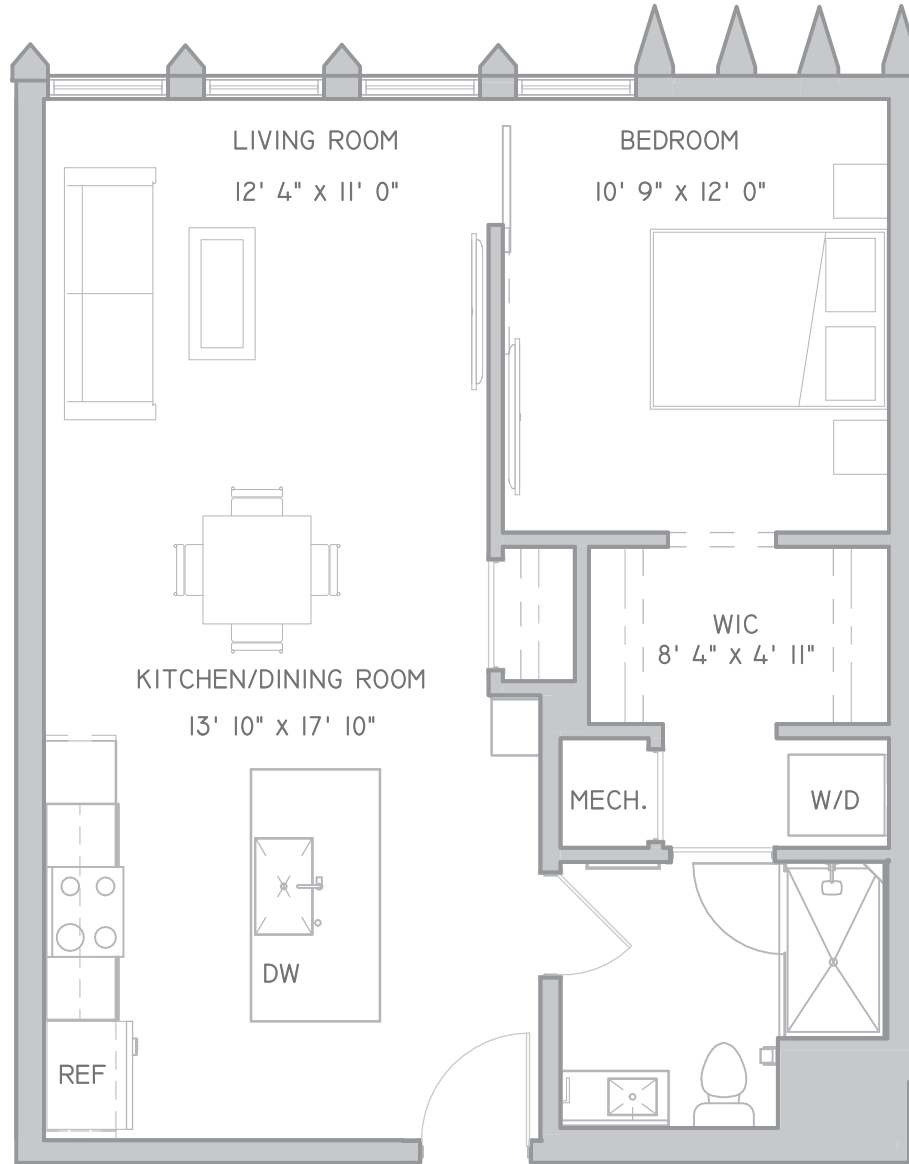 LIVING ROOM
12' 4" X 11' 0"
BEDROOM
10' 9" X 12' 0"
WIC
8' 4" X 4' 11"
KITCHEN/DINING ROOM
13' 10" X 17' 10"
MECH.
W/D
DW
REF